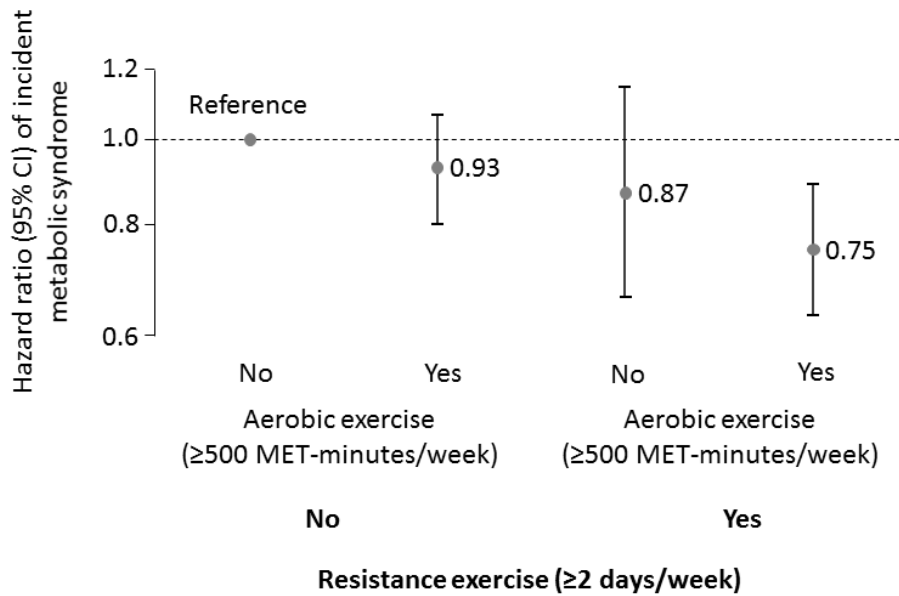 Hazard ratio (95% CI) of incident
metabolic syndrome
1.2
1.0
0.8
0.6
Reference
0.93
0.87
0.75
No
Yes
No
Yes
Aerobic exercise
(≥500 MET-minutes/week)
Aerobic exercise
(≥500 MET-minutes/week)
No
Yes
Resistance exercise (≥2 days/week)